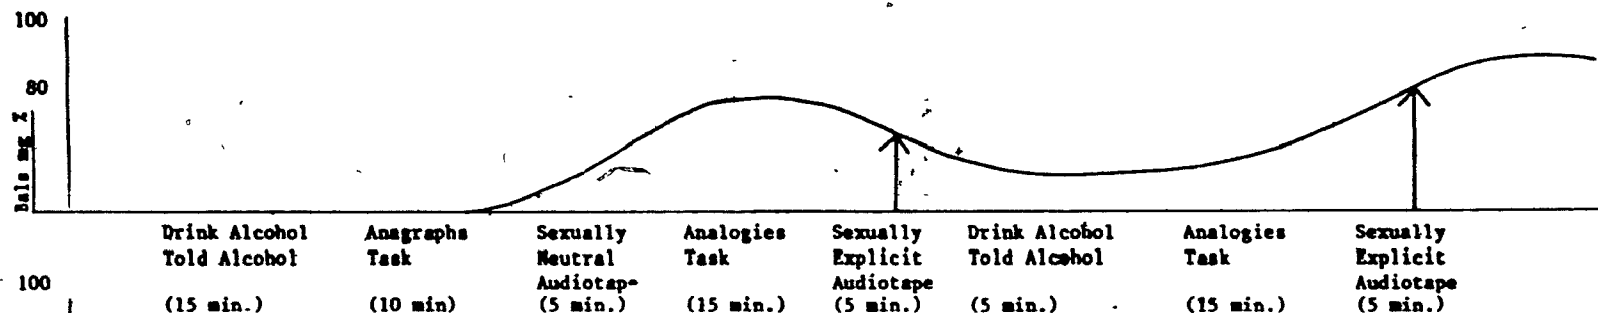 100
80
Bals mg %
Drink Alcohol Anagraphs Sexually Analogies Sexually Drink Alcohol Analogies Sexually
Told Alcohol Task Neutral Task Explicit Told Alcohol Task Explicit
100 Audiotape Audiotape Audiotape
(15 min.) (10 min) (5 min.) (15 min.) (5 min.) (5 min.) (15 min.) (5 min.)